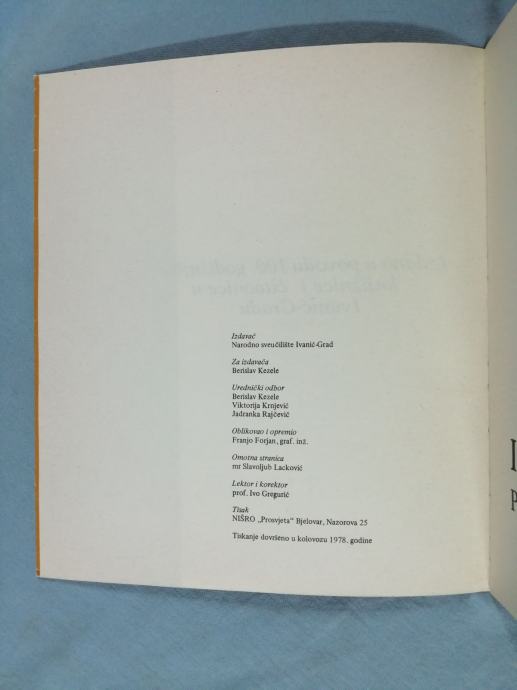 Izdavač
Narodno sveučilište Ivanić-Grad
Za izdavača
Berislav Kezele
Urednički odbor
Berislav Kezele
Viktorija Krnjević
Jadranka Rajčević
Oblikovao i opremio
Franjo Forjan, graf. inž.
Omotna stranica
mr Slavoljub Lacković
Lektor i korektor
prof. Ivo Gregurić
Tisak
NIŠRO „Prosvjeta" Bjelovar, Nazorova 25
Tiskanje dovršeno u kolovozu 1978. godine